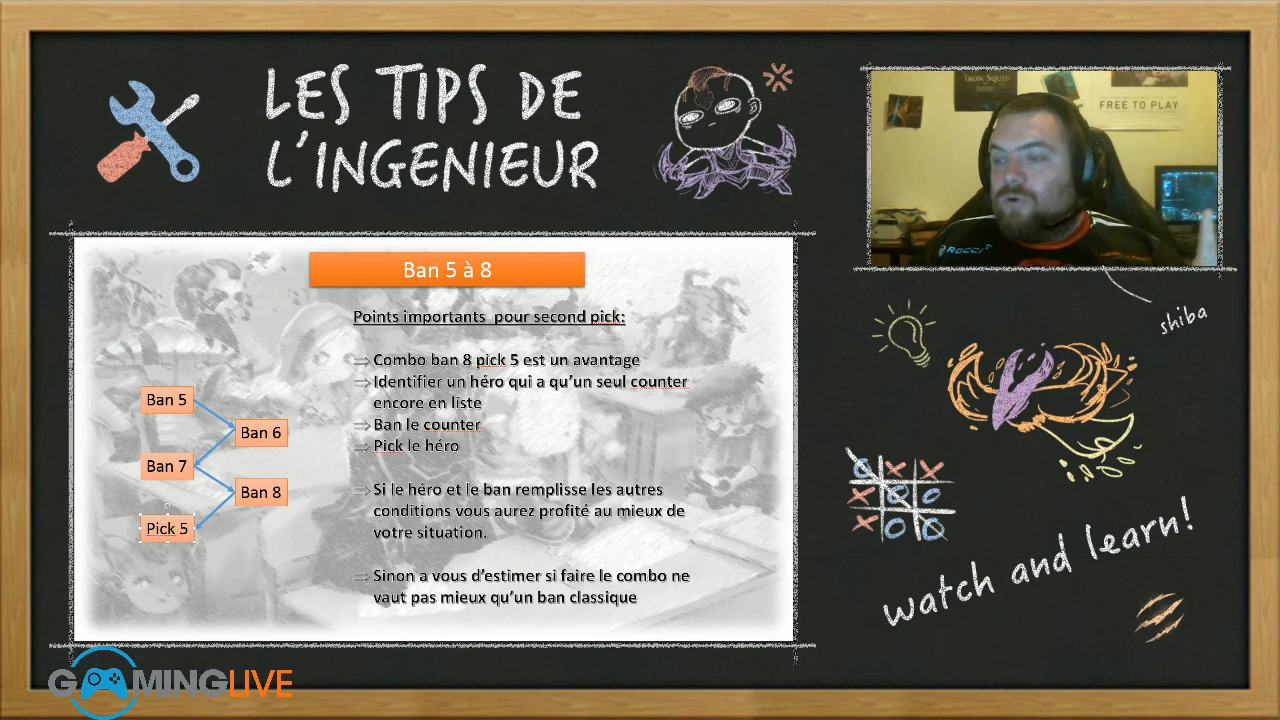 LES TIPS DE
L'INGENIEUR
IRON SQUID
FREE TO PLAY
ROCCAT
shiba
Ban 5 à 8
Points importants pour second pick:
Combo ban 8 pick 5 est un avantage
Identifier un héro qui a qu'un seul counter
encore en liste
Ban le counter
Pick le héro
Si le héro et le ban remplisse les autres
conditions vous aurez profité au mieux de
votre situation.
Sinon a vous d'estimer si faire le combo ne
vaut pas mieux qu'un ban classique
Ban 5
Ban 6
Ban 7
Ban 8
Pick 5
watch and learn!
GAMINGLIVE